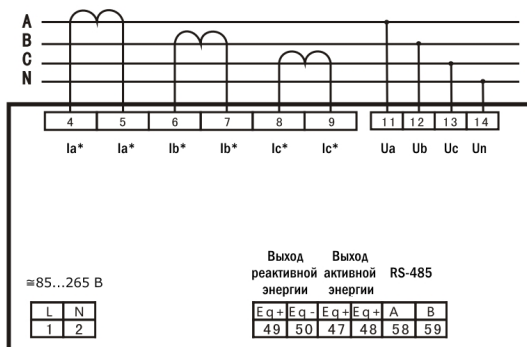 A
B
C
N
4 5 6 7 8 9 11 12 13 14
Ia* Ia* Ib* Ib* Ic* Ic* Ua Ub Uc Un
Выход Выход
реактивной активной RS-485
энергии энергии
≅85...265 В
L N Eq+ Eq- Eq+ Eq+ A B
1 2 49 50 47 48 58 59